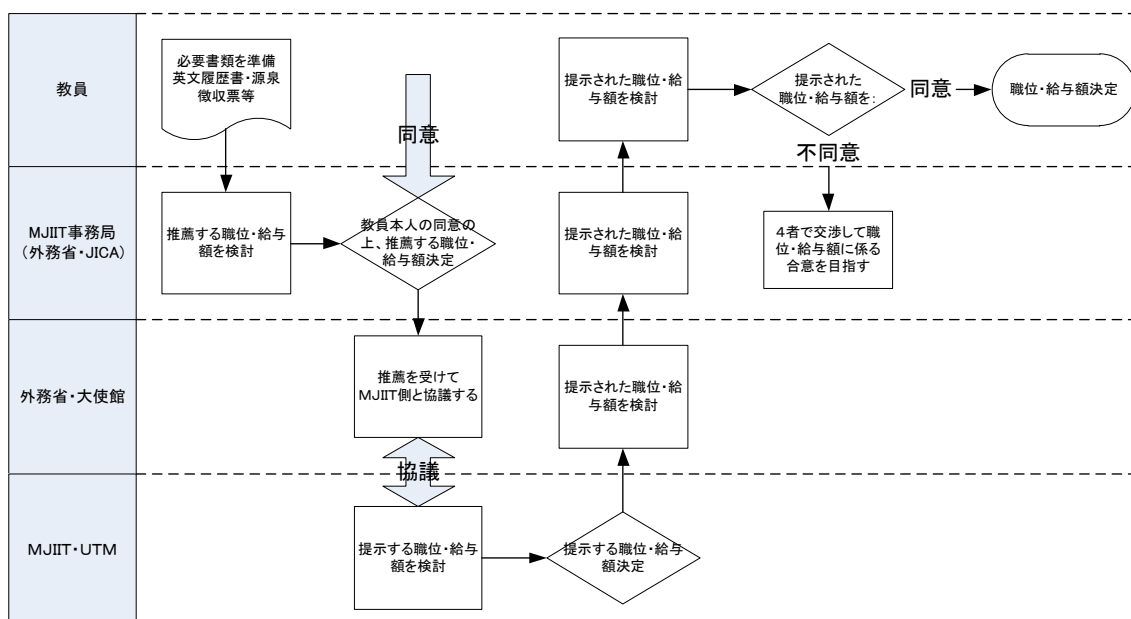 教員
必要書類を準備
英文履歴書・源泉
徴収票等
同意
提示された職位・給
与額を検討
提示された
職位・給与額を:
同意
職位・給与額決定
不同意
MJIIT事務局
(外務省・JICA)
推薦する職位・給与
額を検討
教員本人の同意の
上、推薦する職位・
給与額決定
提示された職位・給
与額を検討
4者で交渉して職
位・給与額に係る
合意を目指す
外務省・大使館
推薦を受けて
MJIIT側と協議する
提示された職位・給
与額を検討
協議
MJIIT・UTM
提示する職位・給与
額を検討
提示する職位・給与
額決定